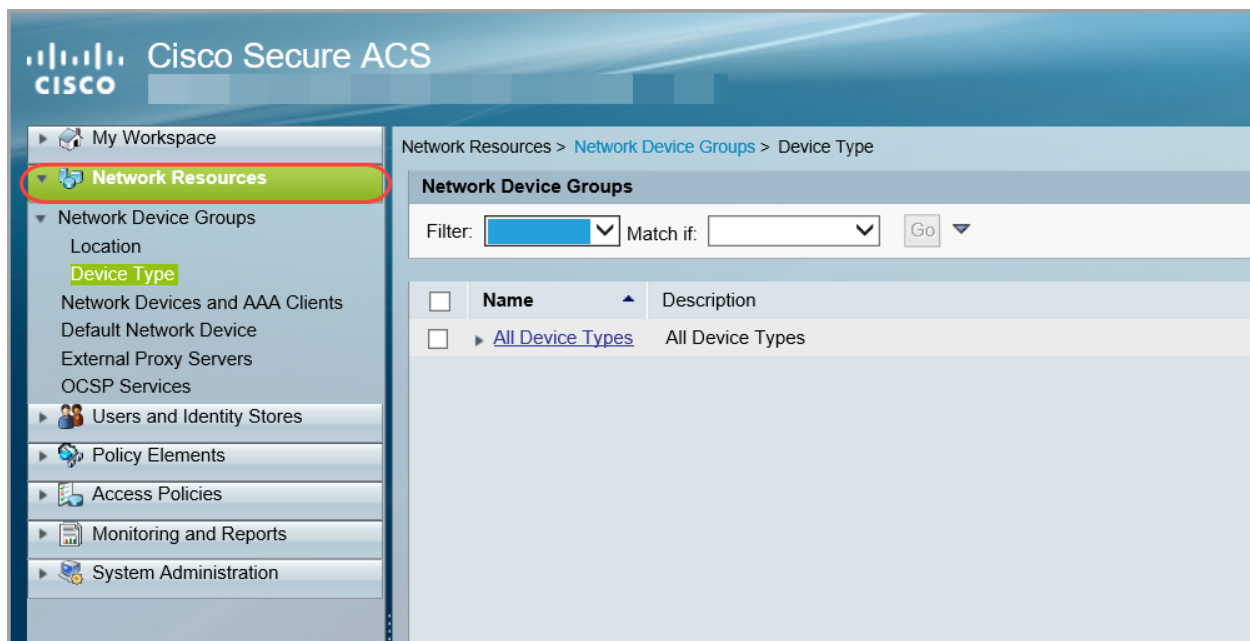 Cisco Secure ACS
CISCO
My Workspace
Network Resources
Network Device Groups
Location
Device Type
Network Devices and AAA Clients
Default Network Device
External Proxy Servers
OCSP Services
Users and Identity Stores
Policy Elements
Access Policies
Monitoring and Reports
System Administration
Network Resources > Network Device Groups > Device Type
Network Device Groups
Filter: Match if: Go
Name Description
All Device Types All Device Types